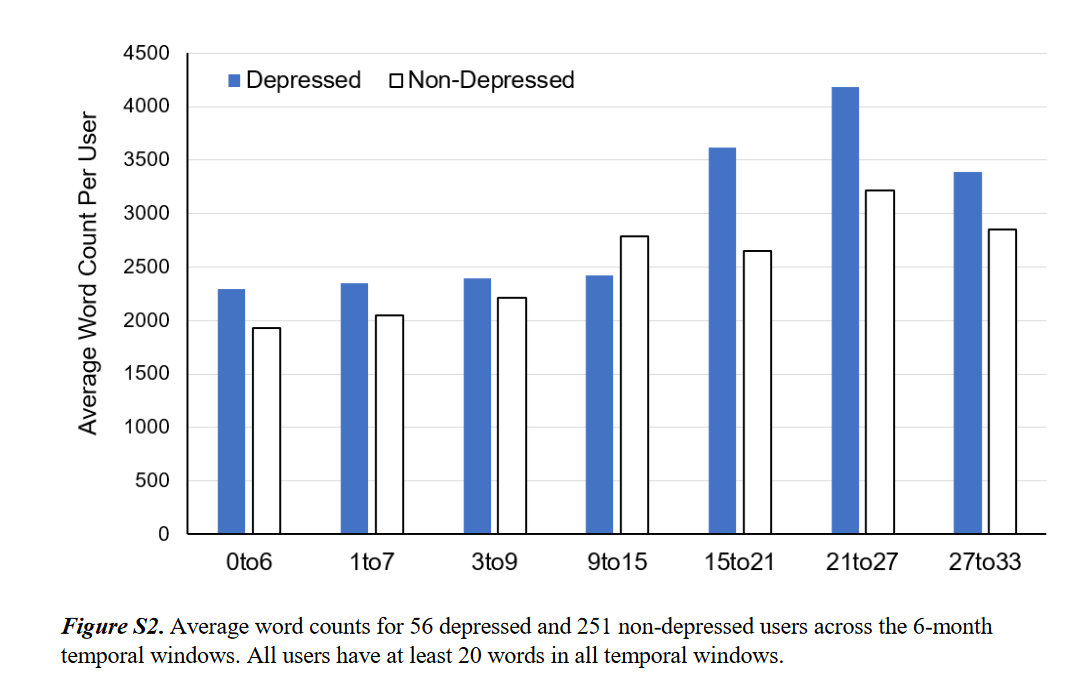 4500
Depressed Non-Depressed
4000
3500
3000
2500
2000
1500
1000
500
0
Average Word Count Per User
0to6 1to7 3to9 9to15 15to21 21to27 27to33
Figure S2. Average word counts for 56 depressed and 251 non-depressed users across the 6-month
temporal windows. All users have at least 20 words in all temporal windows.